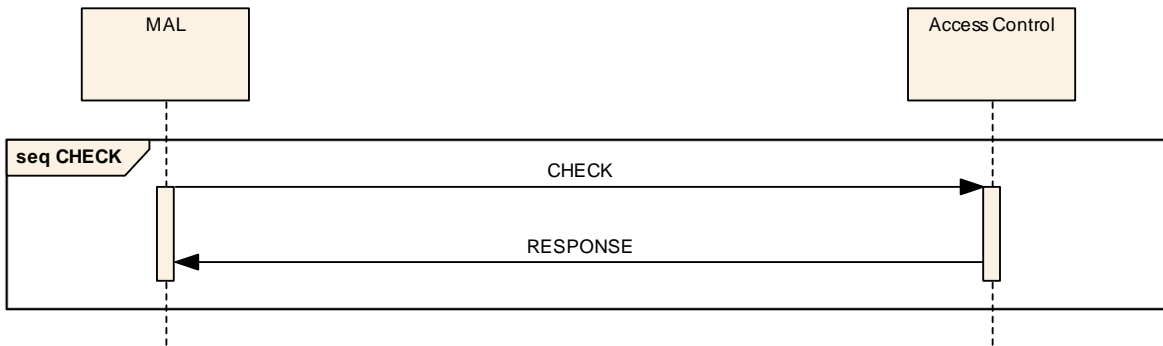 MAL
Access Control
seq CHECK
CHECK
RESPONSE